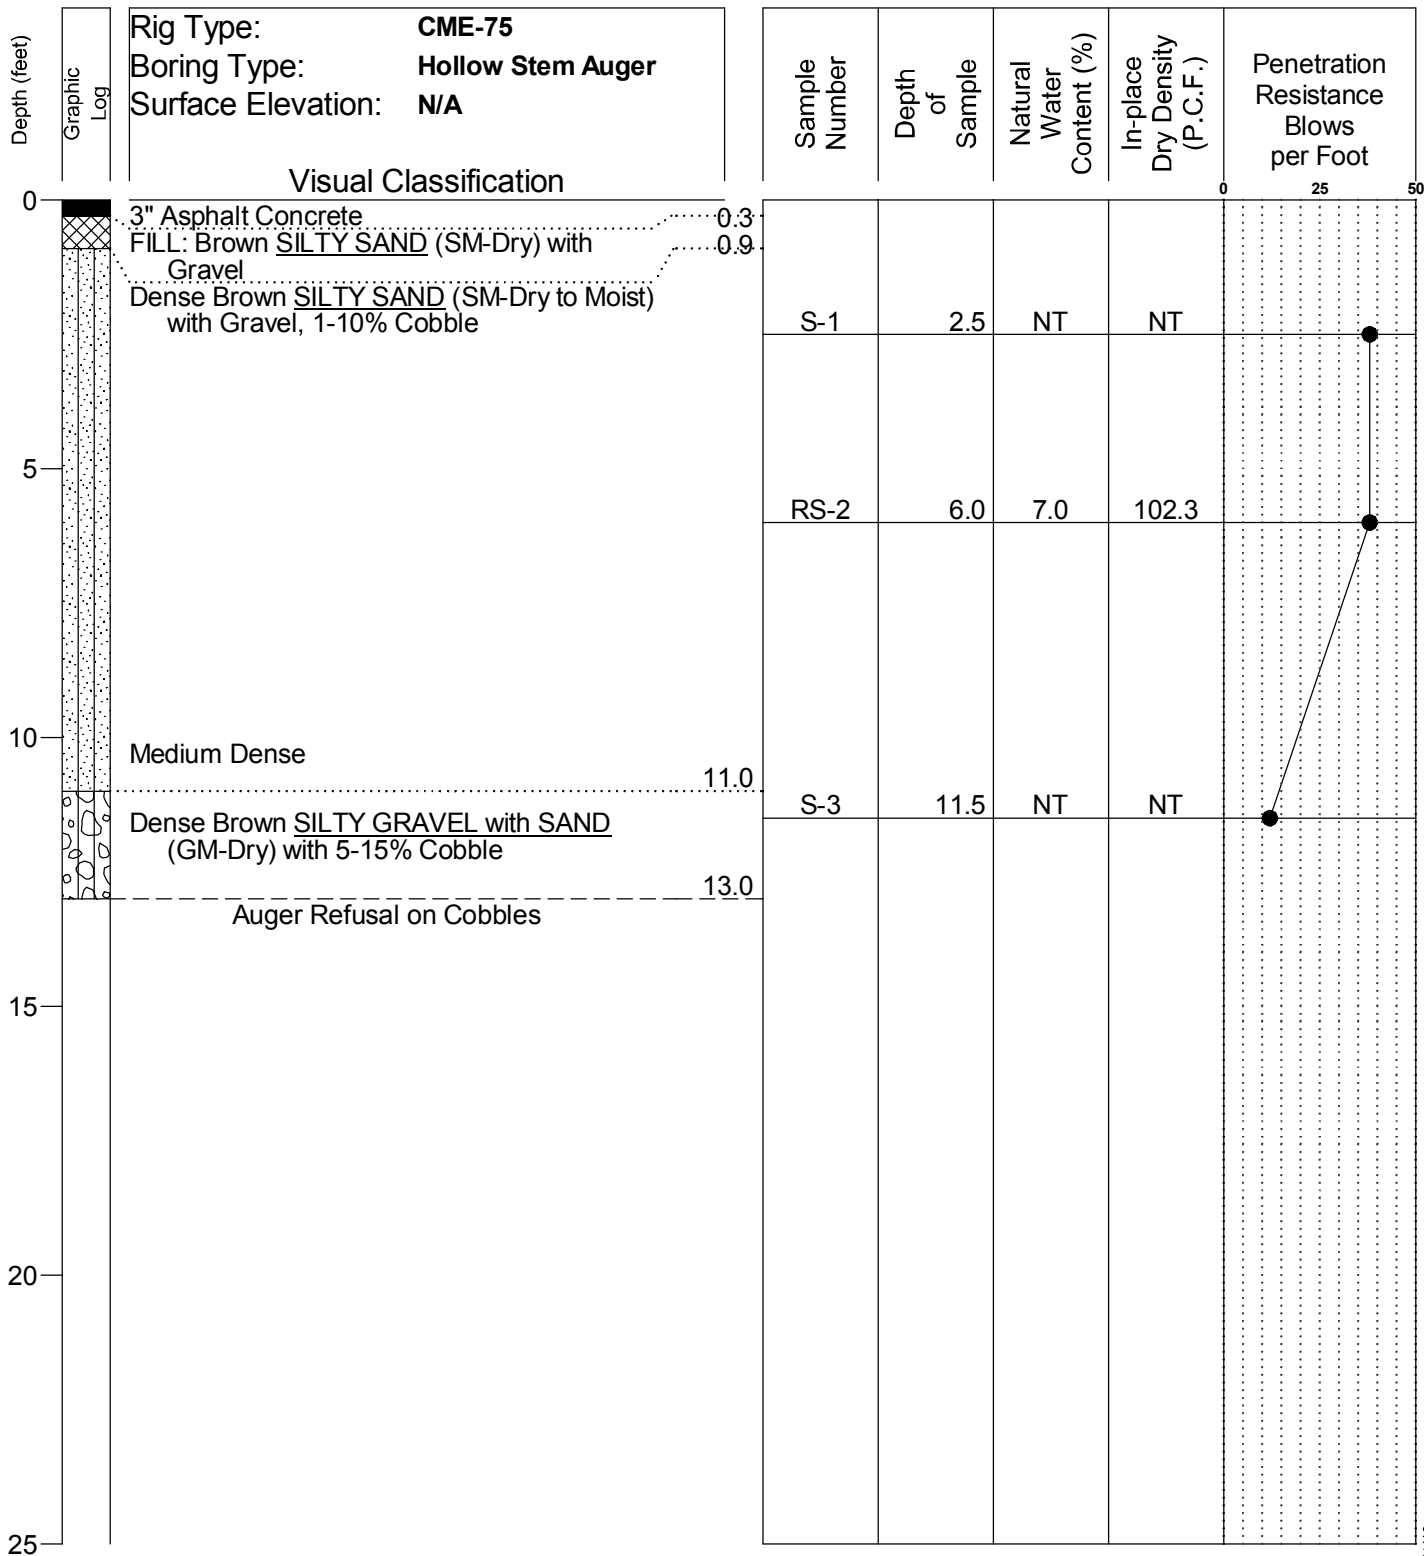 Depth (feet)
Graphic
Log
Rig Type: CME-75
Boring Type: Hollow Stem Auger
Surface Elevation: N/A
Visual Classification
Sample
Number
Depth
of
Sample
Natural
Water
Content (%)
In-place
Dry Density
(P.C.F.)
Penetration
Resistance
Blows
per Foot
0 25 50
0
3" Asphalt Concrete 0.3
FILL: Brown SILTY SAND (SM-Dry) with 0.9
Gravel
Dense Brown SILTY SAND (SM-Dry to Moist)
with Gravel, 1-10% Cobble
S-1 2.5 NT NT
5
RS-2 6.0 7.0 102.3
10
Medium Dense
11.0
S-3 11.5 NT NT
Dense Brown SILTY GRAVEL with SAND
(GM-Dry) with 5-15% Cobble
13.0
Auger Refusal on Cobbles
15
20
25